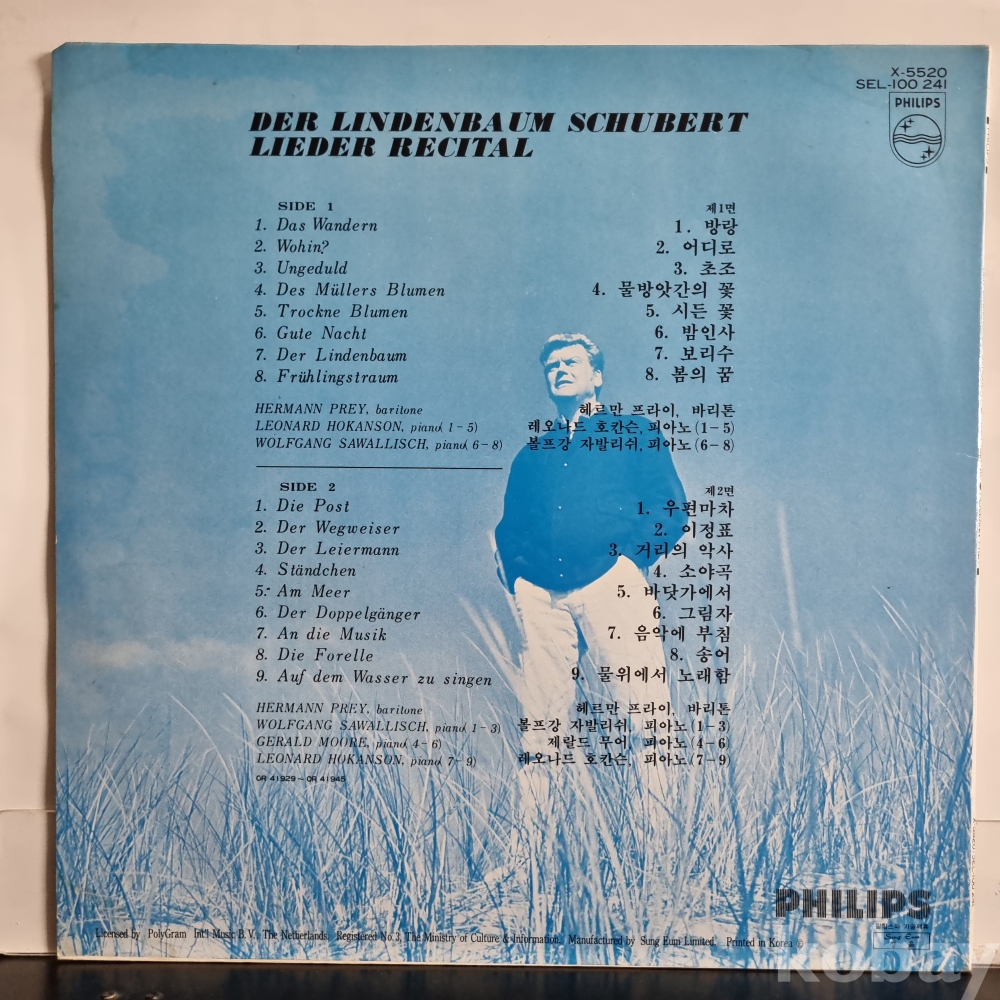 X-5520
SEL-100 241
PHILIPS
DER LINDENBAUM SCHUBERT
LIEDER RECITAL
SIDE 1 제1면
1. Das Wandern 1. 방랑
2. Wohin? 2. 어디로
3. Ungeduld 3. 초조
4. Des Müllers Blumen 4. 물방앗간의 꽃
5. Trockne Blumen 5. 시든 꽃
6. Gute Nacht 6. 밤인사
7. Der Lindenbaum 7. 보리수
8. Frühlingstraum 8. 봄의 꿈
HERMANN PREY, baritone 헤르만 프라이, 바리톤
LEONARD HOKANSON, piano(1-5) 레오나드 호칸슨, 피아노(1-5)
WOLFGANG SAWALLISCH, piano(6-8) 볼프강 자발리쉬, 피아노(6-8)
SIDE 2 제2면
1. Die Post 1. 우편마차
2. Der Wegweiser 2. 이정표
3. Der Leiermann 3. 거리의 악사
4. Ständchen 4. 소야곡
5. Am Meer 5. 바닷가에서
6. Der Doppelgänger 6. 그림자
7. An die Musik 7. 음악에 부침
8. Die Forelle 8. 송어
9. Auf dem Wasser zu singen 9. 물위에서 노래함
HERMANN PREY, baritone 헤르만 프라이, 바리톤
WOLFGANG SAWALLISCH, piano(1-3) 볼프강 자발리쉬, 피아노(1-3)
GERALD MOORE, piano(4-6) 제랄드 무어, 피아노(4-6)
LEONARD HOKANSON, piano(7-9) 레오나드 호칸슨, 피아노(7-9)
OR 41929~OR 41945
PHILIPS
필립스와 기술제휴
Licensed by PolyGram Int'l Music B.V., The Netherlands. Registered No.3, The Ministry of Culture & Information. Manufactured by Sung Eum Limited. Printed in Korea ©
kobay